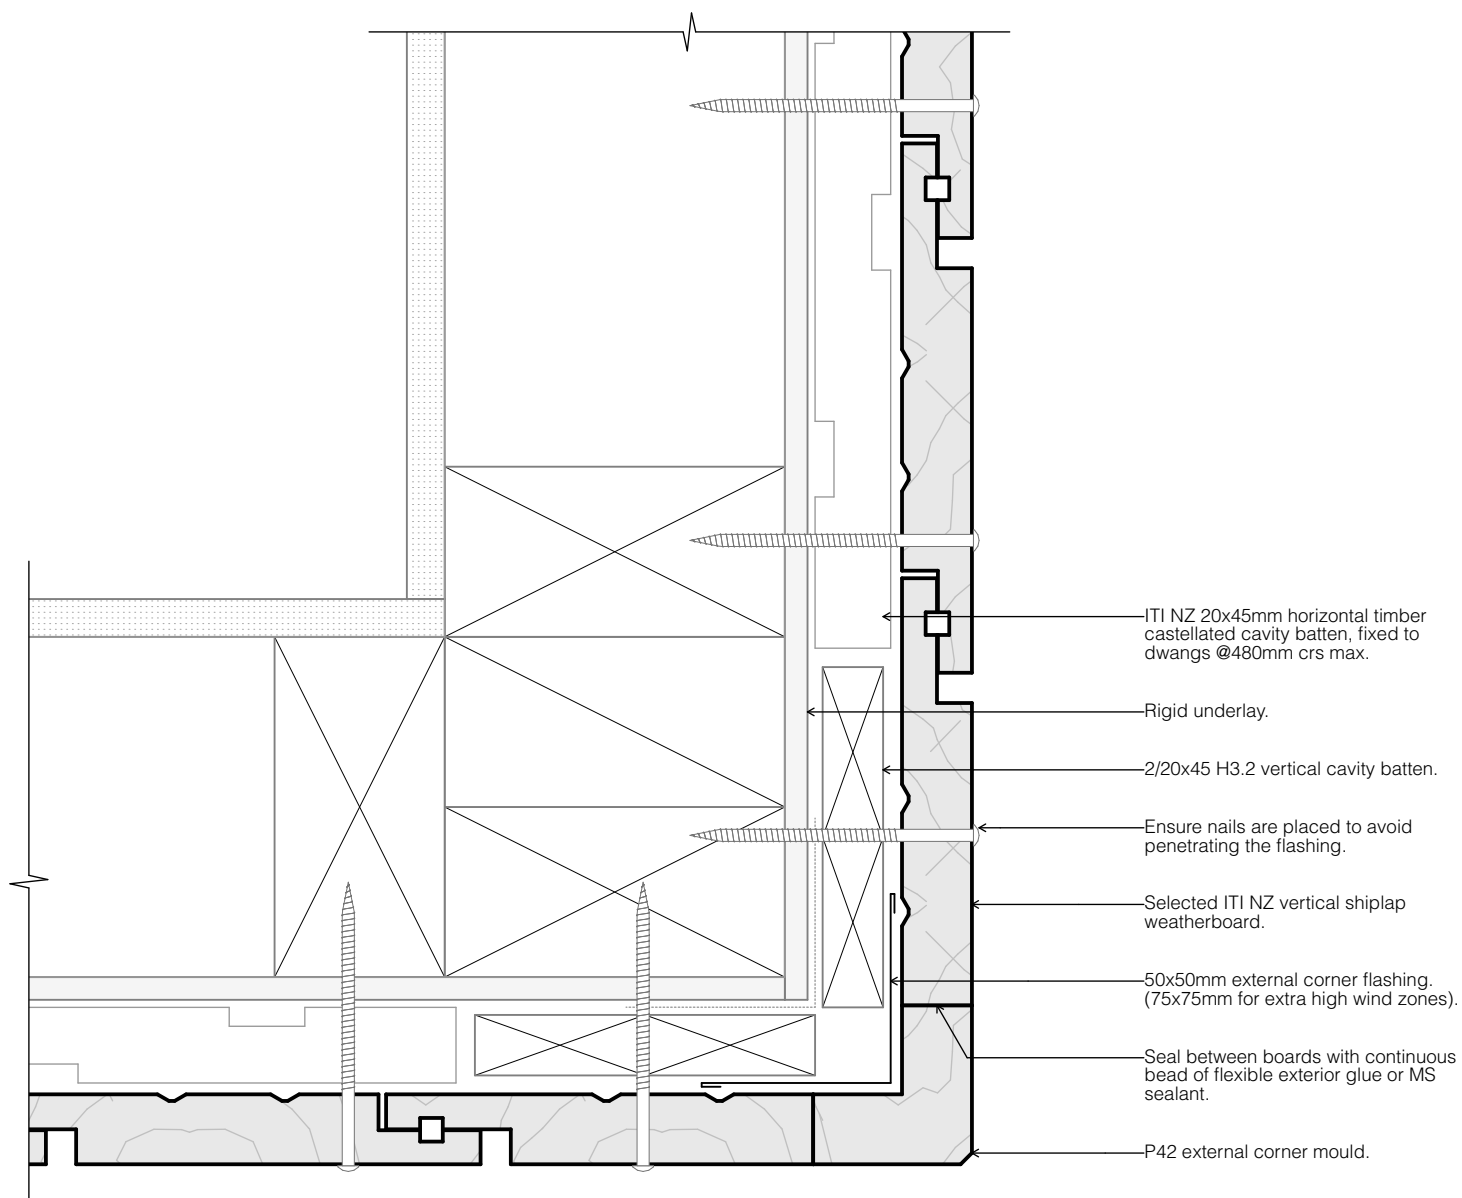 ITI NZ 20x45mm horizontal timber
castellated cavity batten, fixed to
dwangs @480mm crs max.
Rigid underlay.
2/20x45 H3.2 vertical cavity batten.
Ensure nails are placed to avoid
penetrating the flashing.
Selected ITI NZ vertical shiplap
weatherboard.
50x50mm external corner flashing.
(75x75mm for extra high wind zones).
Seal between boards with continuous
bead of flexible exterior glue or MS
sealant.
P42 external corner mould.